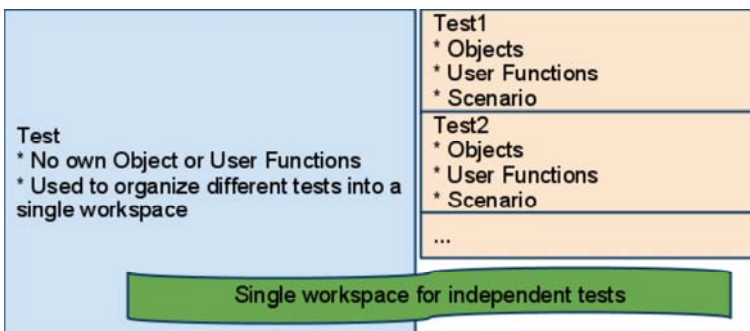 Test
* No own Object or User Functions
* Used to organize different tests into a
single workspace
Test1
* Objects
* User Functions
* Scenario
Test2
* Objects
* User Functions
* Scenario
...
Single workspace for independent tests